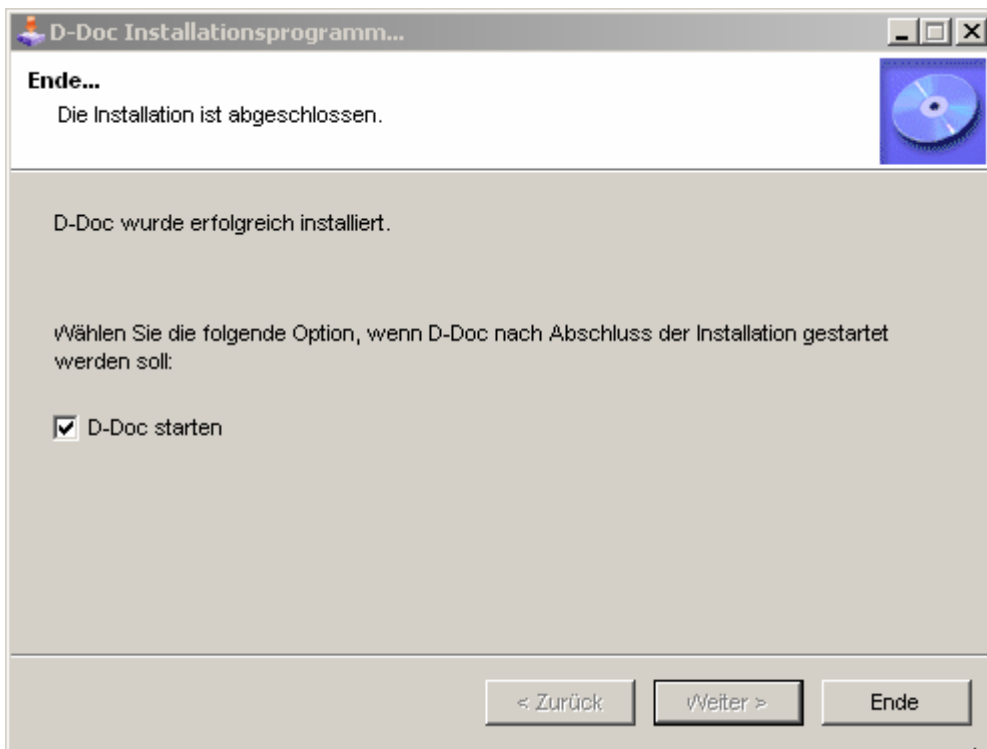 D-Doc Installationsprogramm...
Ende...
Die Installation ist abgeschlossen.
D-Doc wurde erfolgreich installiert.
Wählen Sie die folgende Option, wenn D-Doc nach Abschluss der Installation gestartet
werden soll:
D-Doc starten
< Zurück
Weiter >
Ende